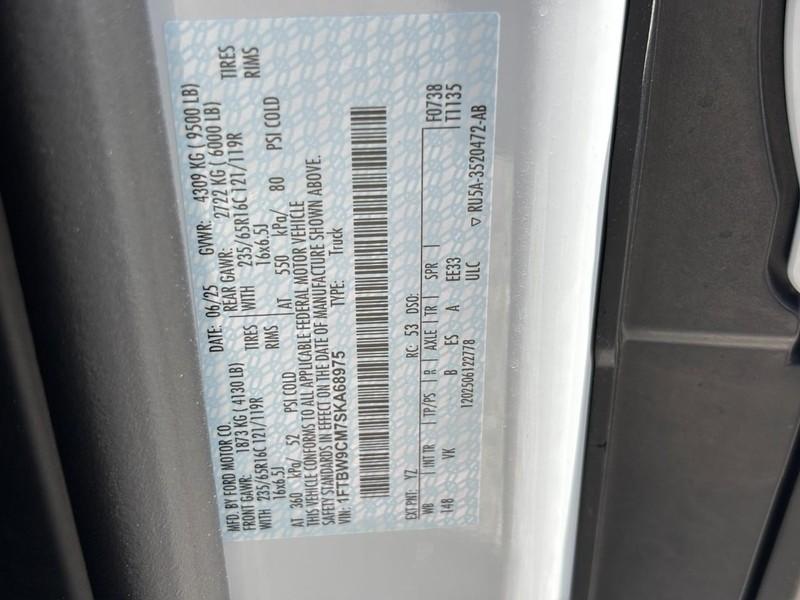 MFD. BY FORD MOTOR CO.
DATE: 06/25 GVWR: 4309 KG ( 9500 LB)
FRONT GAWR: 1873 KG ( 4130 LB) REAR GAWR: 2722 KG ( 6000 LB)
WITH 235/65R16C 121/119R TIRES WITH 235/65R16C 121/119R TIRES
16x6.5J RIMS 16x6.5J RIMS
AT 360 kPa/ 52 PSI COLD AT 550 kPa/ 80 PSI COLD
THIS VEHICLE CONFORMS TO ALL APPLICABLE FEDERAL MOTOR VEHICLE
SAFETY STANDARDS IN EFFECT ON THE DATE OF MANUFACTURE SHOWN ABOVE.
VIN: 1FTBW9CM7SKA68975 TYPE: Truck
F0738
T1135
EXT PNT: YZ RC: 53 DSO:
WB INT TR TP/PS R AXLE TR SPR
148 VK B ES A EE33
ULC
1202506122778 ▽ RU5A-3520472-AB